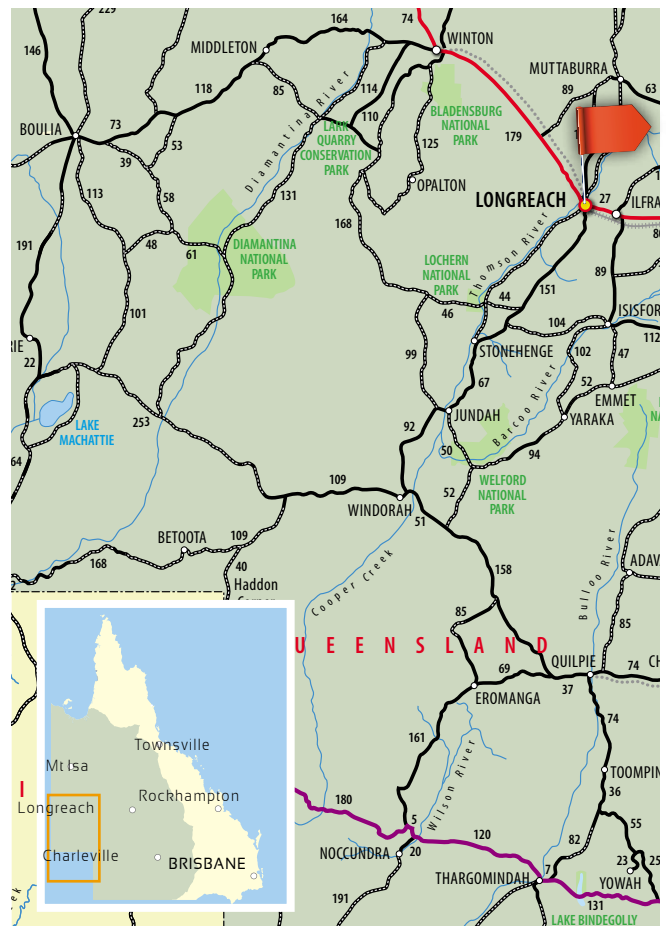 229
164
74
WINTON
146
MIDDLETON
MUTTABURRA
118
85
114
89
63
Diamantina River
110
BLADENSBURG
NATIONAL
PARK
BOULIA
73
LARK
QUARRY
CONSERVATION
PARK
125
179
53
39
OPALTON
58
131
LONGREACH
27
ILFRA
113
168
48
61
DIAMANTINA
NATIONAL
PARK
LOCHERN
NATIONAL
PARK
Thomson River
191
89
151
101
46
44
ISISFOR
104
112
RIE
99
STONEHENGE
102
47
22
67
52
EMMET
Barcoo River
JUNDAH
YARAKA
LAKE
MACHATTIE
253
92
50
94
64
WELFORD
NATIONAL
PARK
109
52
WINDORAH
51
BETOOTA
109
168
40
Haddon
158
ADAV
Cooper Creek
Bulloo River
85
85
UEENSLAND
QUILPIE
69
74
CH
37
EROMANGA
74
161
TOOMPIN
Wilson River
36
180
5
55
120
82
NOCCUNDRA
20
23
25
7
THARGOMINDAH
YOWAH
191
131
LAKE BINDEGOLLY
Townsville
Mt Isa
I
Longreach
Rockhampton
Charleville
BRISBANE